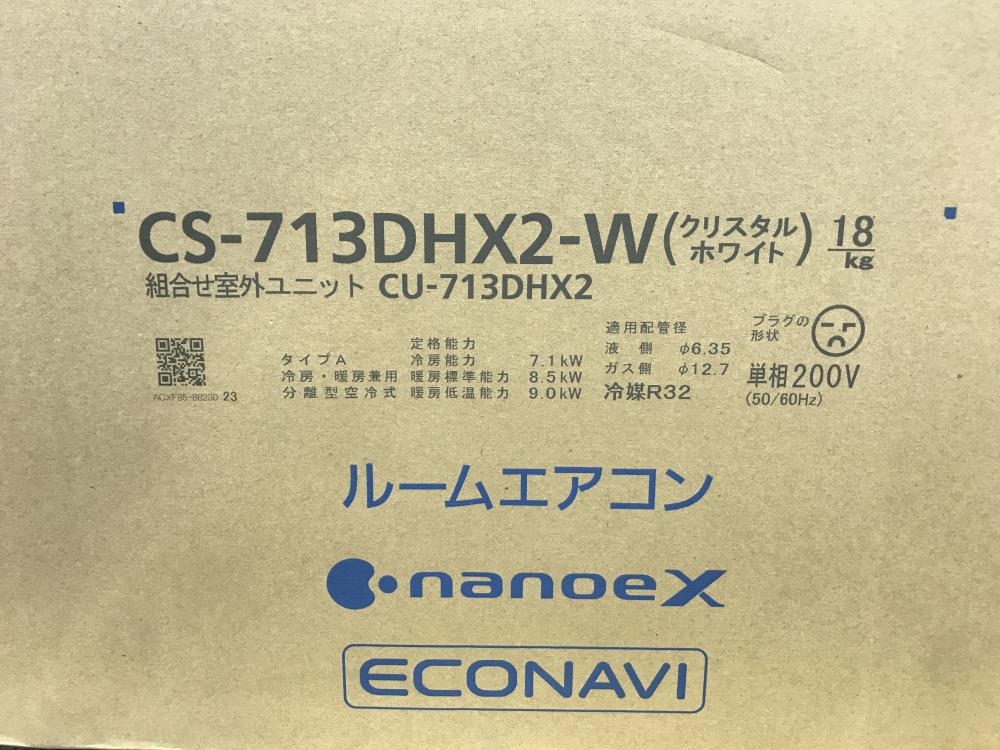 CS-713DHX2-W(クリスタルホワイト) 18kg
組合せ室外ユニット CU-713DHX2
タイプA
冷房・暖房兼用
分離型空冷式
定格能力
冷房能力 7.1kW
暖房標準能力 8.5kW
暖房低温能力 9.0kW
適用配管径
液側 φ6.35
ガス側 φ12.7
冷媒R32
プラグの
形状
単相200V
(50/60Hz)
ACXF85-88230 23
ルームエアコン
nanoeX
ECONAVI